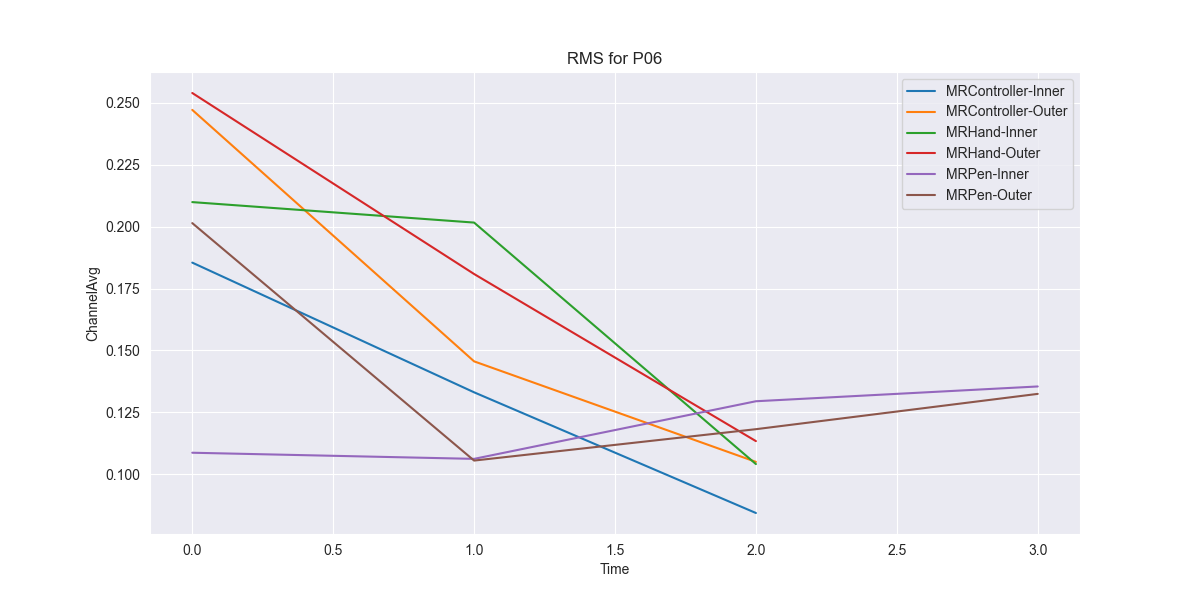 RMS for P06
MRController-Inner
MRController-Outer
MRHand-Inner
MRHand-Outer
MRPen-Inner
MRPen-Outer
ChannelAvg
0.250
0.225
0.200
0.175
0.150
0.125
0.100
0.0 0.5 1.0 1.5 2.0 2.5 3.0
Time